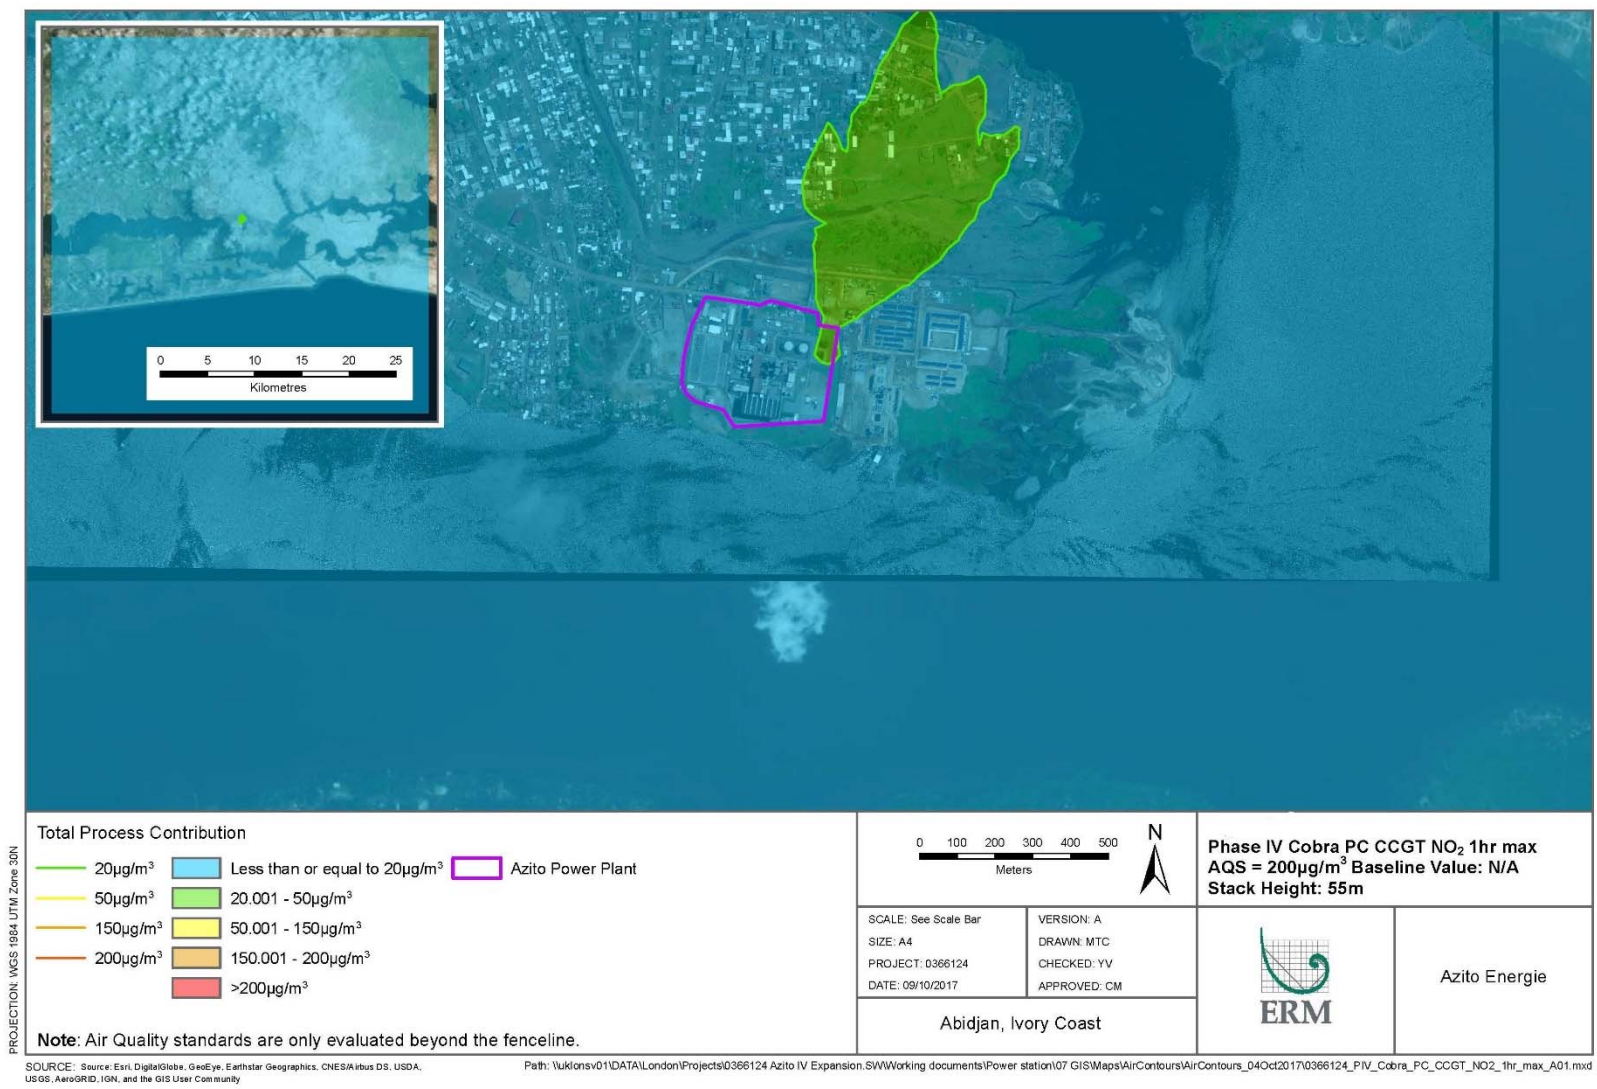 0 5 10 15 20 25
Kilometres
PROJECTION: WGS 1984 UTM Zone 30N
Total Process Contribution
20µg/m³ Less than or equal to 20µg/m³ Azito Power Plant
50µg/m³ 20.001 - 50µg/m³
150µg/m³ 50.001 - 150µg/m³
200µg/m³ 150.001 - 200µg/m³
>200µg/m³
Note: Air Quality standards are only evaluated beyond the fenceline.
0 100 200 300 400 500
Meters
N
SCALE: See Scale Bar
SIZE: A4
PROJECT: 0366124
DATE: 09/10/2017
VERSION: A
DRAWN: MTC
CHECKED: YV
APPROVED: CM
Abidjan, Ivory Coast
Phase IV Cobra PC CCGT NO₂ 1hr max
AQS = 200µg/m³ Baseline Value: N/A
Stack Height: 55m
ERM
Azito Energie
SOURCE: Source: Esri, DigitalGlobe, GeoEye, Earthstar Geographics, CNES/Airbus DS, USDA,
USGS, AeroGRID, IGN, and the GIS User Community
Path: \\uklonsv01\DATA\London\Projects\0366124 Azito IV Expansion.SW\Working documents\Power station\07 GIS\Maps\AirContours\AirContours_04Oct2017\0366124_PIV_Cobra_PC_CCGT_NO2_1hr_max_A01.mxd